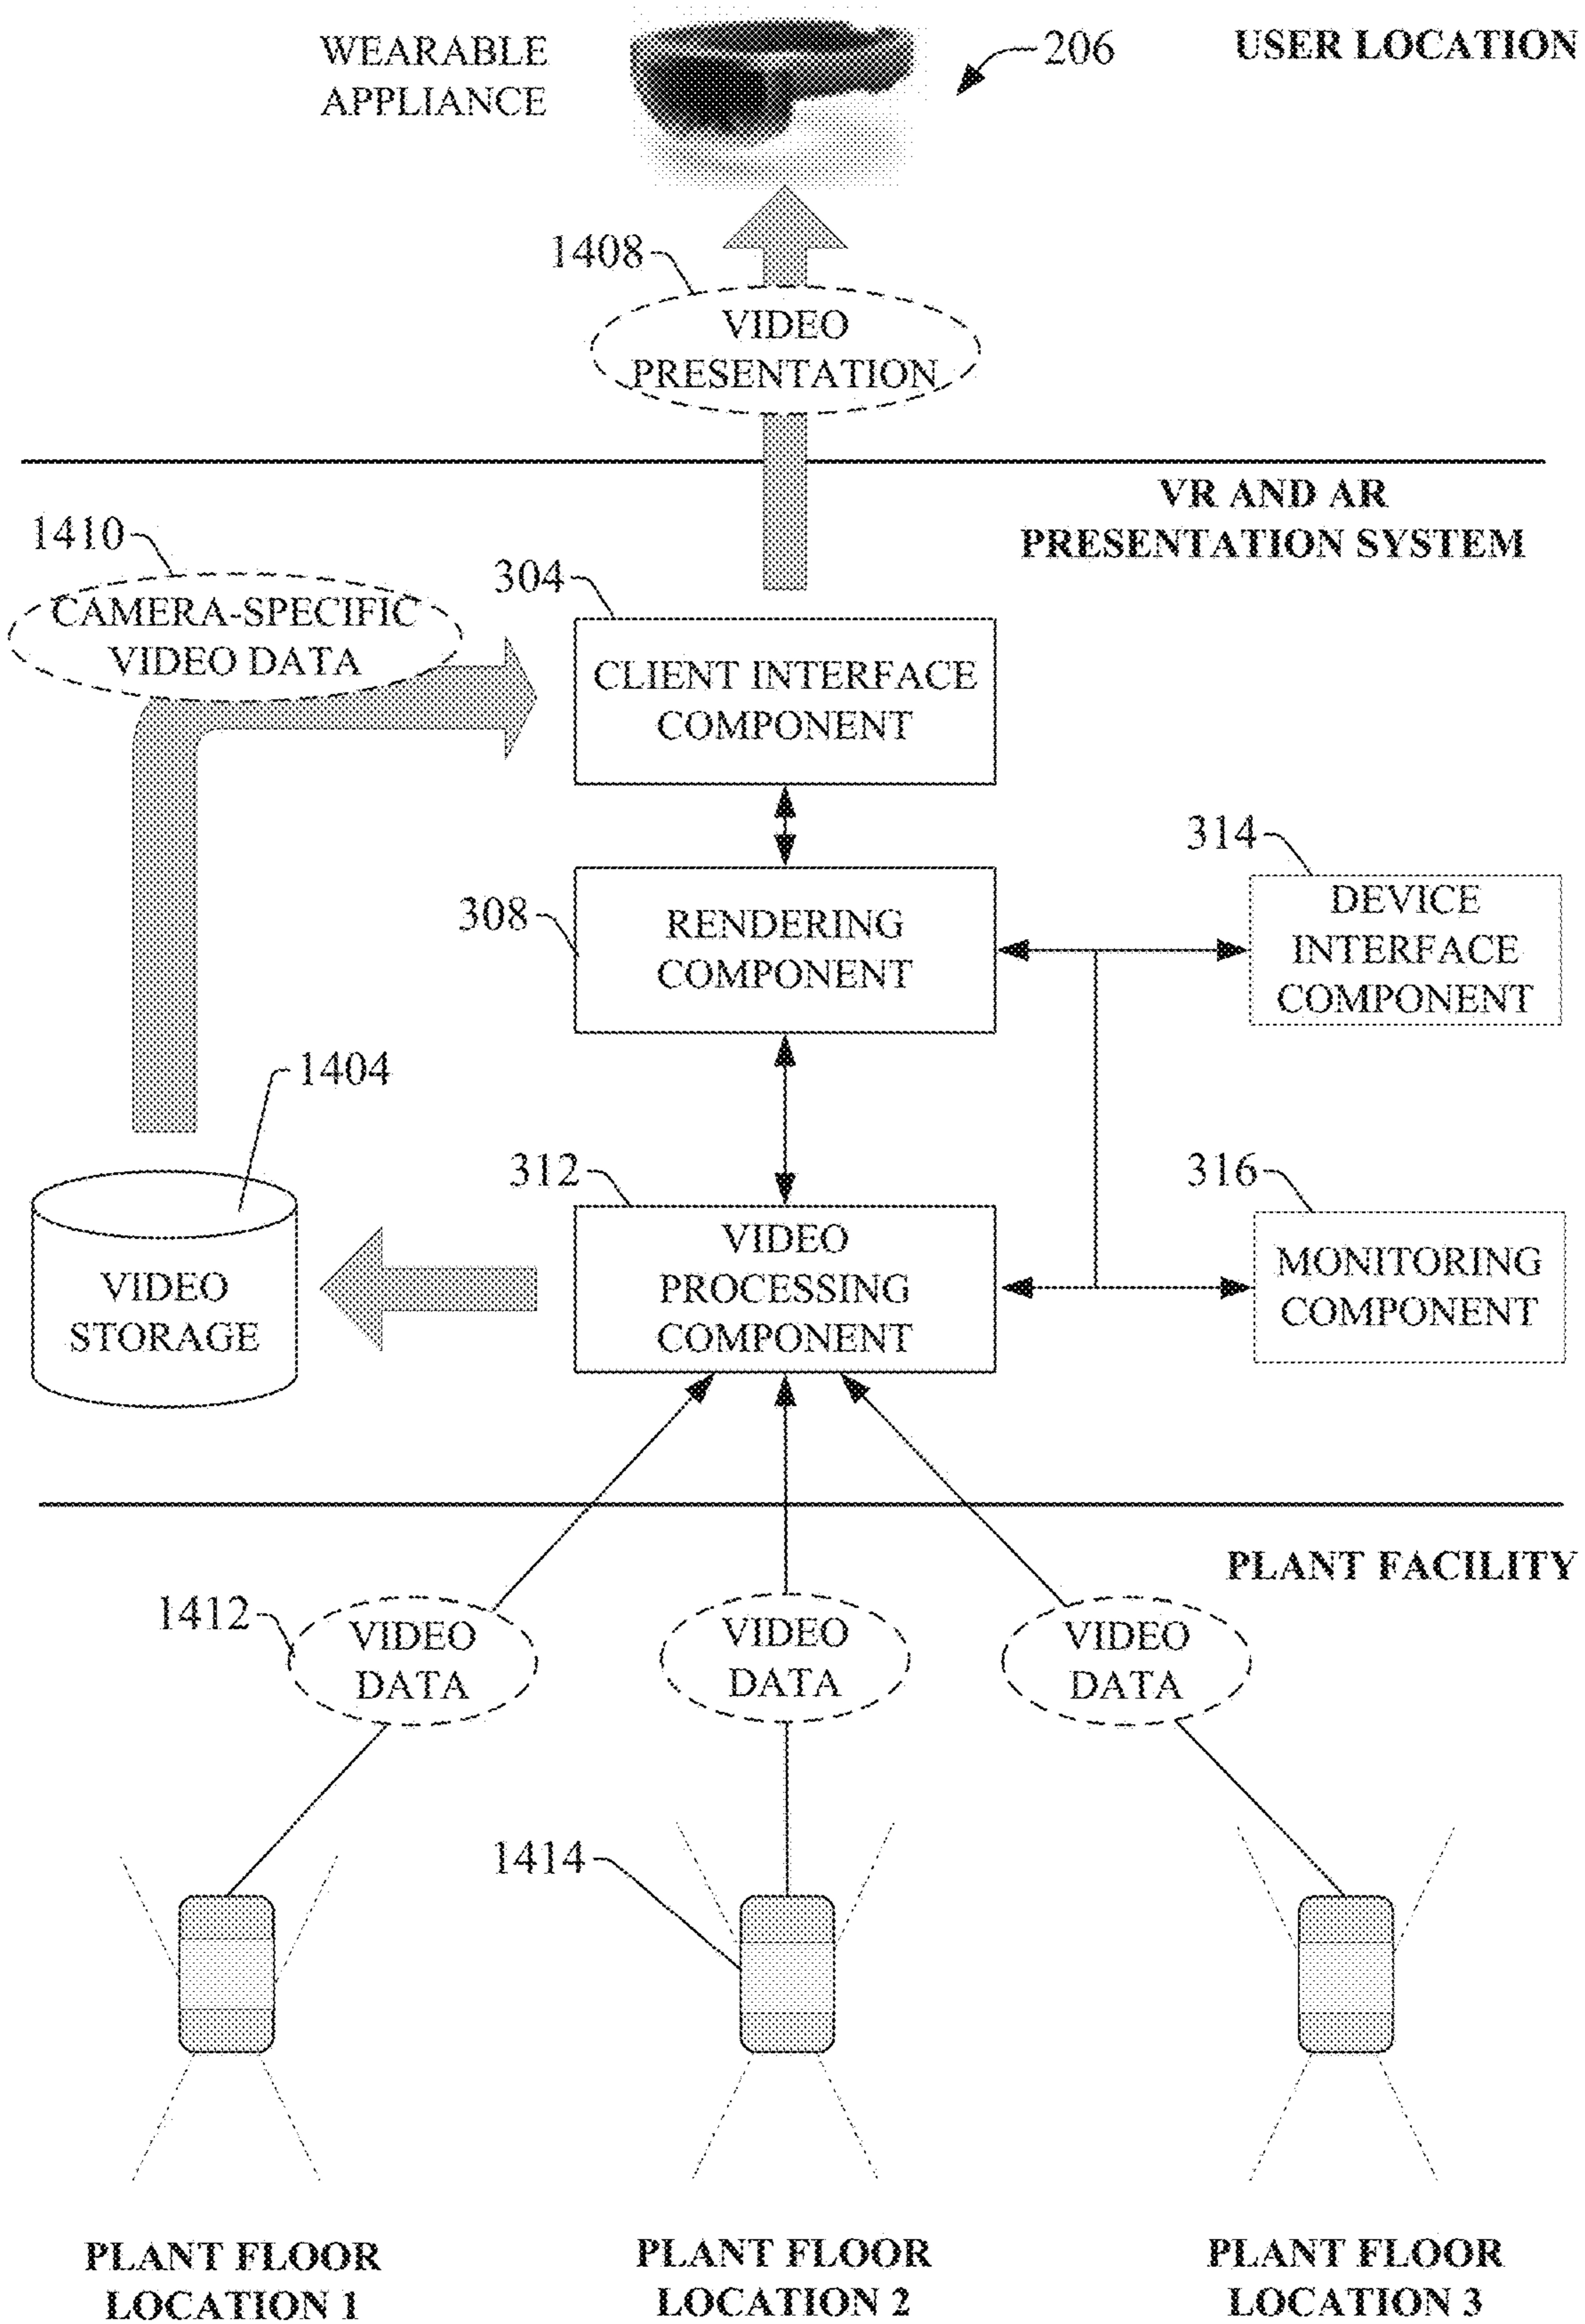 WEARABLE
APPLIANCE
206
USER LOCATION
1408
VIDEO
PRESENTATION
VR AND AR
PRESENTATION SYSTEM
1410
CAMERA-SPECIFIC
VIDEO DATA
304
CLIENT INTERFACE
COMPONENT
314
308
RENDERING
COMPONENT
DEVICE
INTERFACE
COMPONENT
1404
312
316
VIDEO
STORAGE
VIDEO
PROCESSING
COMPONENT
MONITORING
COMPONENT
PLANT FACILITY
1412
VIDEO
DATA
VIDEO
DATA
VIDEO
DATA
1414
PLANT FLOOR
LOCATION 1
PLANT FLOOR
LOCATION 2
PLANT FLOOR
LOCATION 3